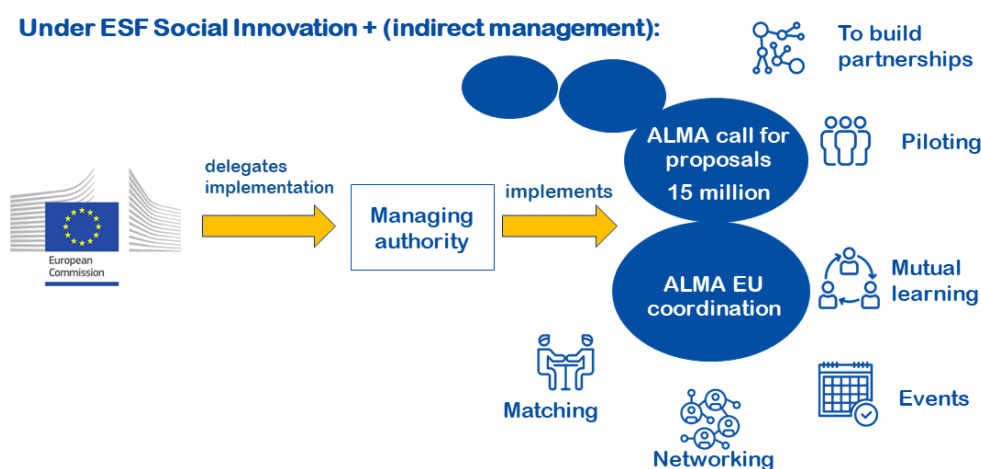 Under ESF Social Innovation + (indirect management):
To build
partnerships
ALMA call for
proposals
15 million
Piloting
delegates
implementation
implements
Managing
authority
European
Commission
ALMA EU
coordination
Mutual
learning
Matching
Events
Networking